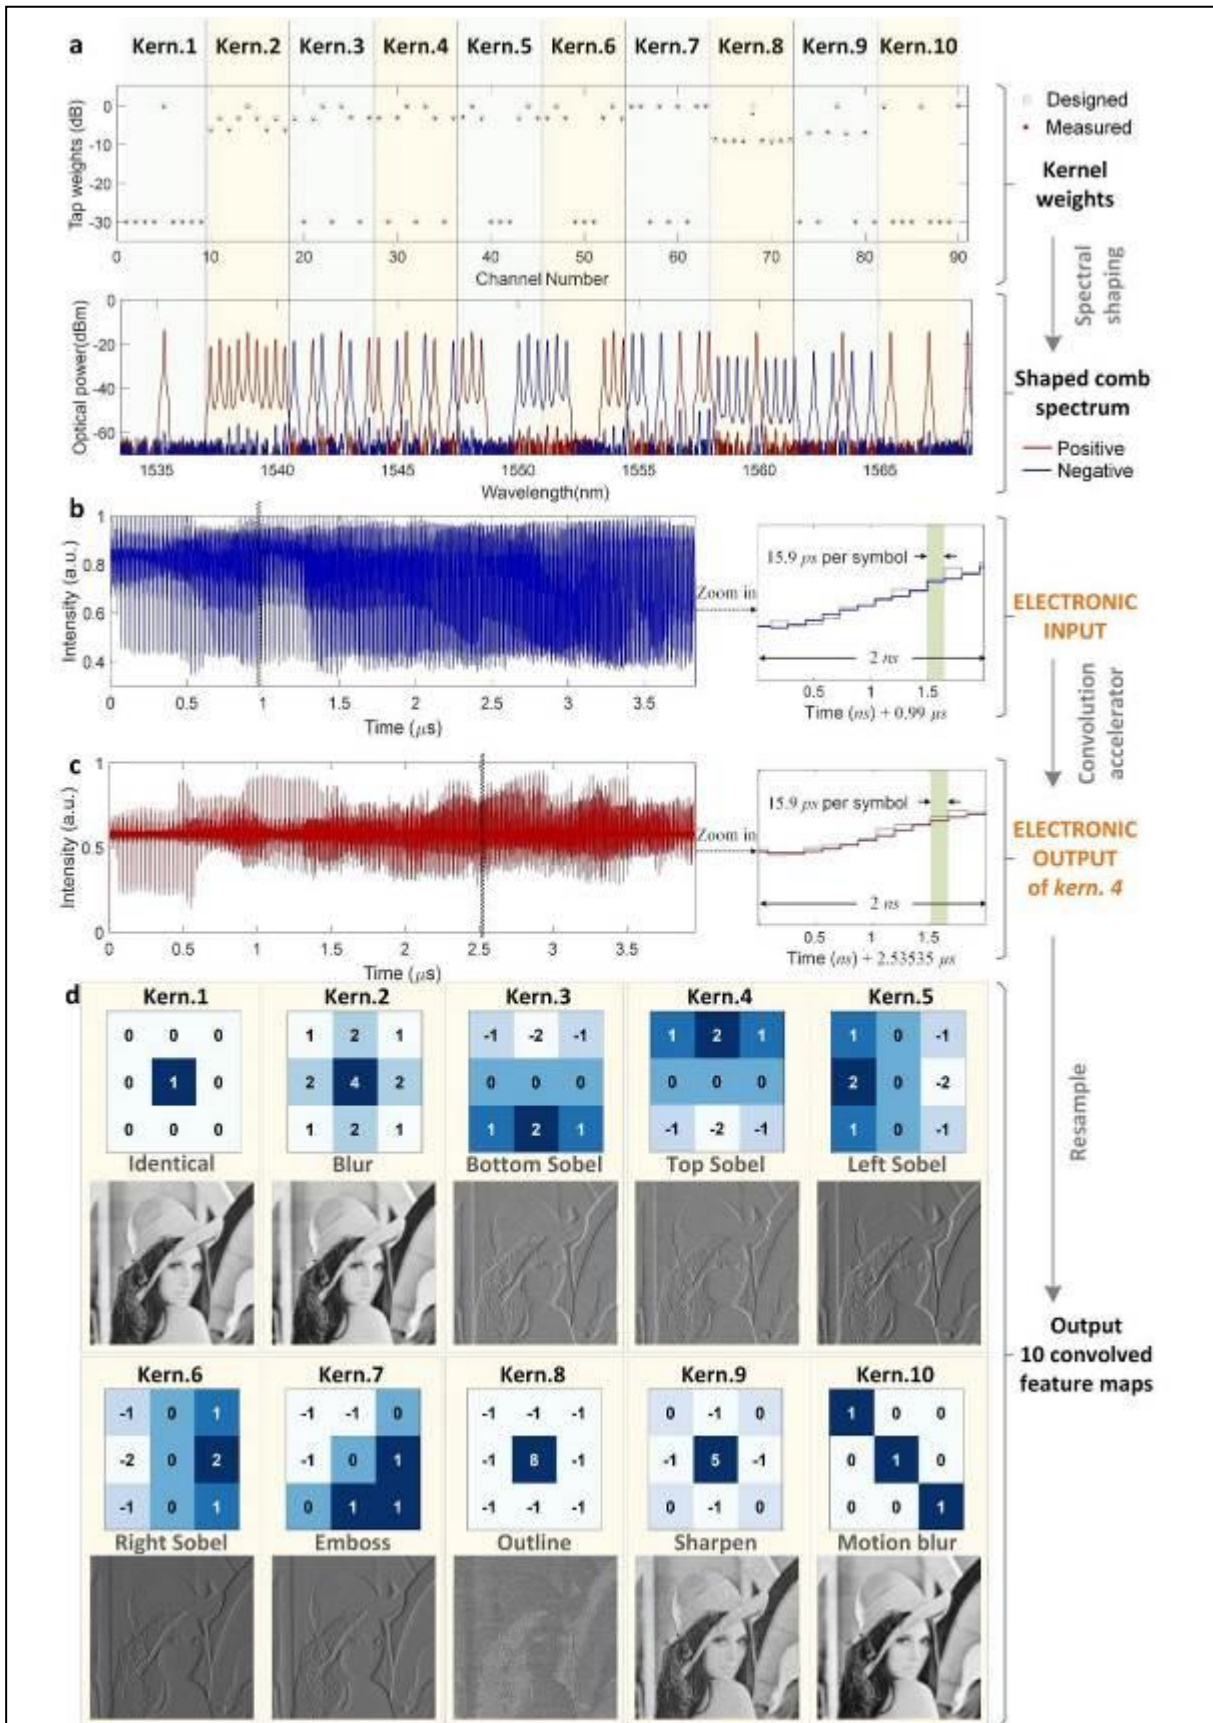 a Kern.1 Kern.2 Kern.3 Kern.4 Kern.5 Kern.6 Kern.7 Kern.8 Kern.9 Kern.10
Tap weights (dB)
0
-10
-20
-30
0 10 20 30 40 50 60 70 80 90
Channel Number
Designed
Measured
Kernel
weights
Spectral
shaping
Optical power(dBm)
0
-20
-40
-60
1535 1540 1545 1550 1555 1560 1565
Wavelength(nm)
Shaped comb
spectrum
Positive
Negative
b
Intensity (a.u.)
1
0.8
0.6
0.4
0 0.5 1 1.5 2 2.5 3 3.5
Time (μs)
Zoom in
15.9 ps per symbol
2 ns
0.5 1 1.5
Time (ns) + 0.99 μs
ELECTRONIC
INPUT
Convolution
accelerator
c
Intensity (a.u.)
1
0.5
0
0 0.5 1 1.5 2 2.5 3 3.5
Time (μs)
Zoom in
15.9 ps per symbol
2 ns
0.5 1 1.5
Time (ns) + 2.53535 μs
ELECTRONIC
OUTPUT
of kern. 4
Resample
d
Kern.1 Kern.2 Kern.3 Kern.4 Kern.5
0 0 0 1 2 1 -1 -2 -1 1 2 1 1 0 -1
0 1 0 2 4 2 0 0 0 0 0 0 2 0 -2
0 0 0 1 2 1 1 2 1 -1 -2 -1 1 0 -1
Identical Blur Bottom Sobel Top Sobel Left Sobel
Output
10 convolved
feature maps
Kern.6 Kern.7 Kern.8 Kern.9 Kern.10
-1 0 1 -1 -1 0 -1 -1 -1 0 -1 0 1 0 0
-2 0 2 -1 0 1 -1 8 -1 -1 5 -1 0 1 0
-1 0 1 0 1 1 -1 -1 -1 0 -1 0 0 0 1
Right Sobel Emboss Outline Sharpen Motion blur